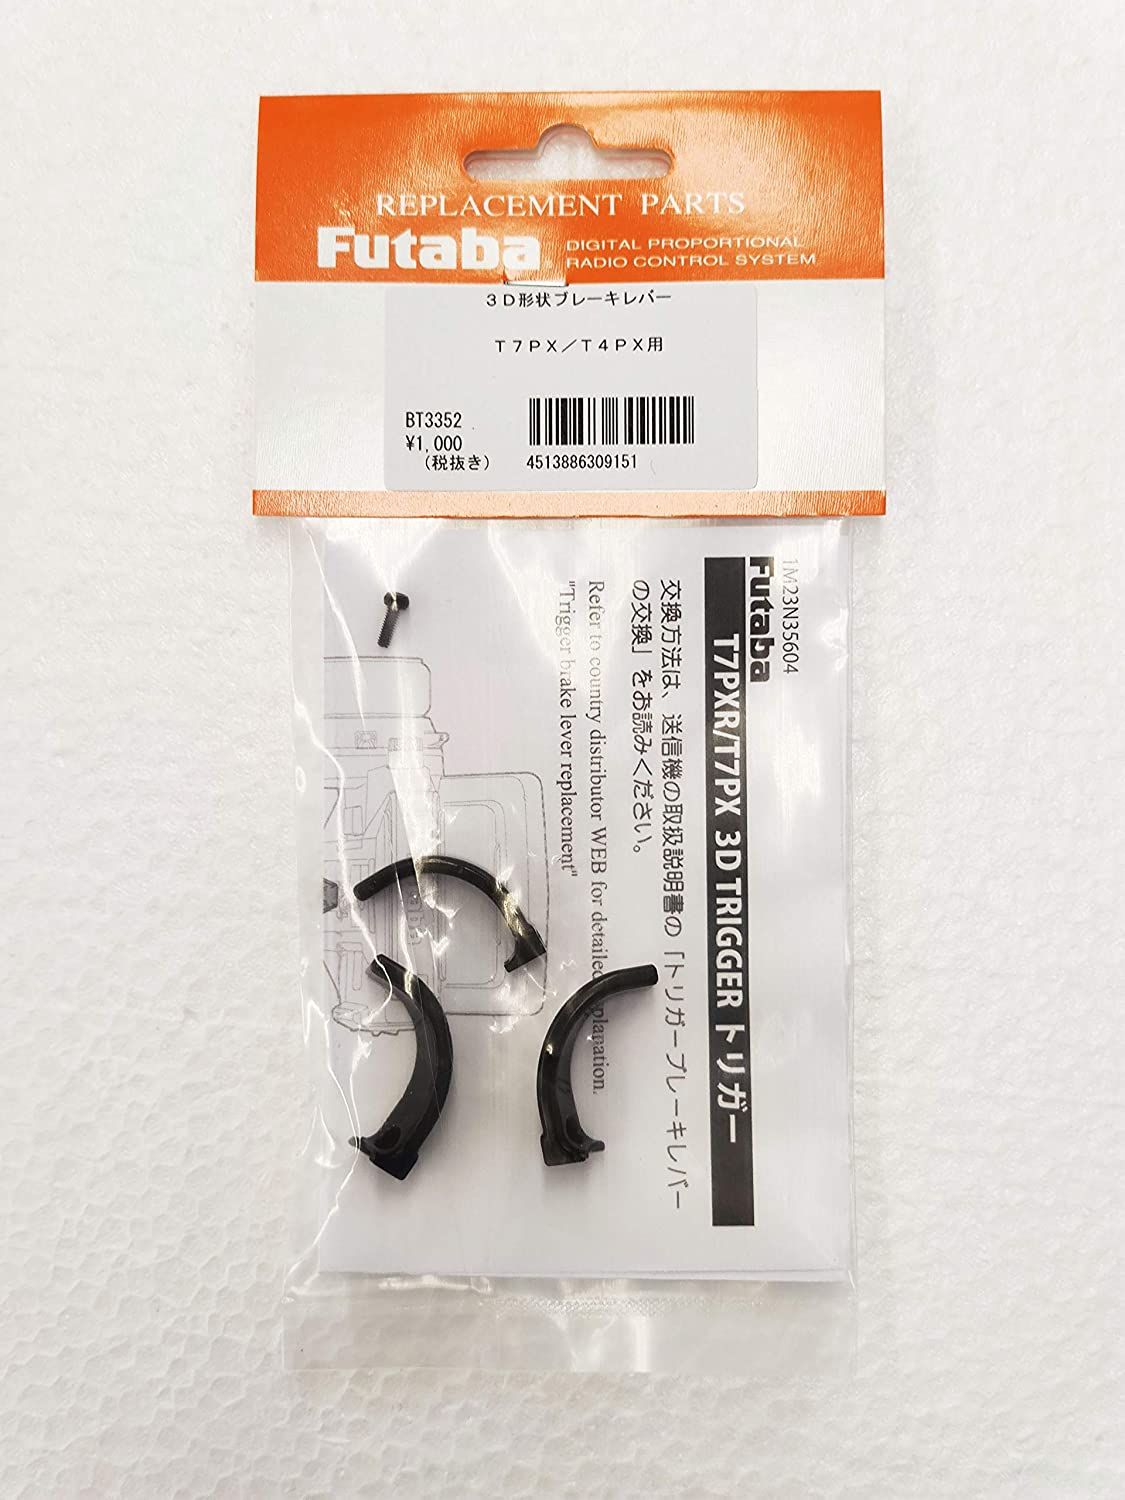 REPLACEMENT PARTS
Futaba
DIGITAL PROPORTIONAL
RADIO CONTROL SYSTEM
３Ｄ形状ブレーキレバー
Ｔ７ＰＸ／Ｔ４ＰＸ用
BT3352
¥1,000
(税抜き)
4513886309151
1M23N35604
Futaba
T7PXR/T7PX 3D TRIGGER トリガー
交換方法は、送信機の取扱説明書の「トリガーブレーキレバー
の交換」をお読みください。
Refer to country distributor WEB for detailed explanation.
"Trigger brake lever replacement"